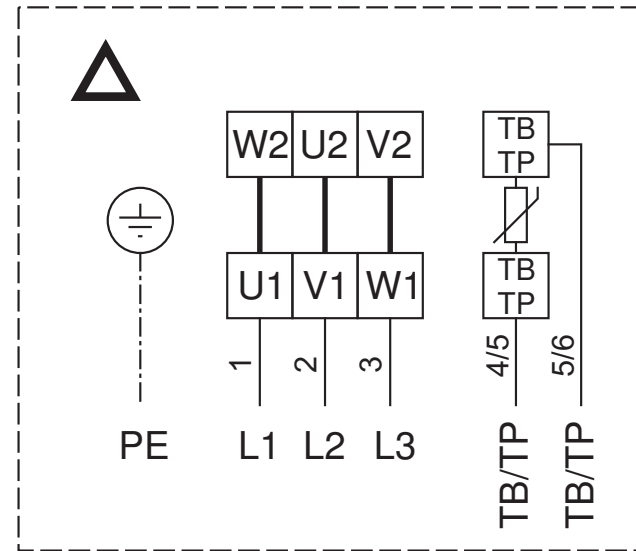 W2 U2 V2 TB
TP
U1 V1 W1 TB
TP
1 2 3 4/5 5/6
PE L1 L2 L3 TB/TP TB/TP